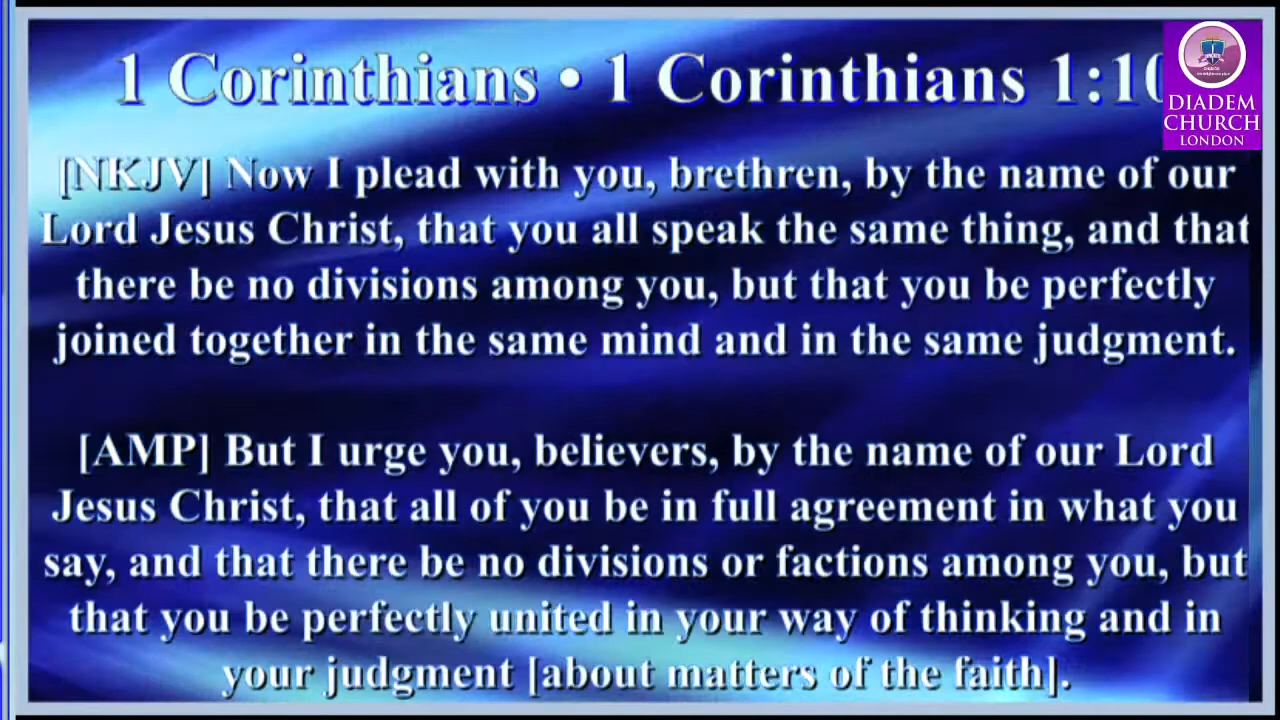 1 Corinthians • 1 Corinthians 1:10
DIADEM
CHURCH
LONDON
[NKJV] Now I plead with you, brethren, by the name of our
Lord Jesus Christ, that you all speak the same thing, and that
there be no divisions among you, but that you be perfectly
joined together in the same mind and in the same judgment.
[AMP] But I urge you, believers, by the name of our Lord
Jesus Christ, that all of you be in full agreement in what you
say, and that there be no divisions or factions among you, but
that you be perfectly united in your way of thinking and in
your judgment [about matters of the faith].